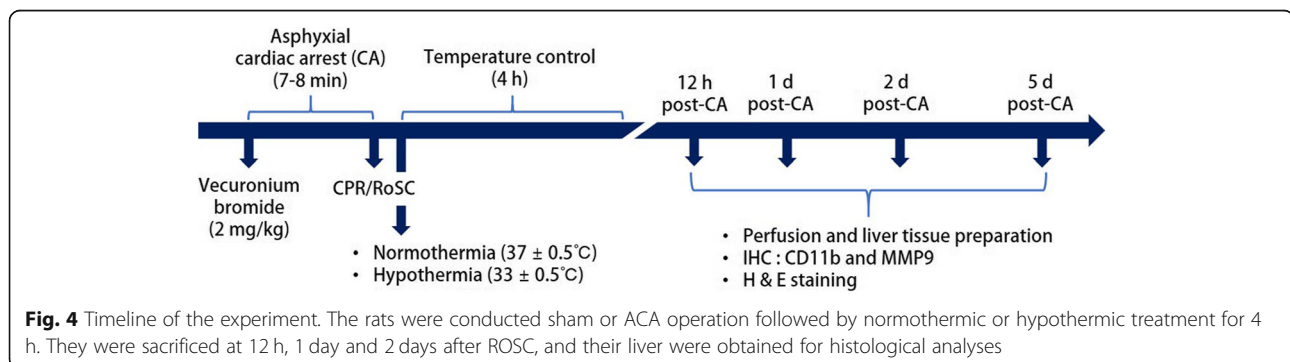 Asphyxial
cardiac arrest (CA)
(7-8 min)
Temperature control
(4 h)
12 h
post-CA
1 d
post-CA
2 d
post-CA
5 d
post-CA
Vecuronium
bromide
(2 mg/kg)
CPR/RoSC
• Normothermia (37 ± 0.5℃)
• Hypothermia (33 ± 0.5℃)
• Perfusion and liver tissue preparation
• IHC : CD11b and MMP9
• H & E staining
Fig. 4 Timeline of the experiment. The rats were conducted sham or ACA operation followed by normothermic or hypothermic treatment for 4
h. They were sacrificed at 12 h, 1 day and 2 days after ROSC, and their liver were obtained for histological analyses